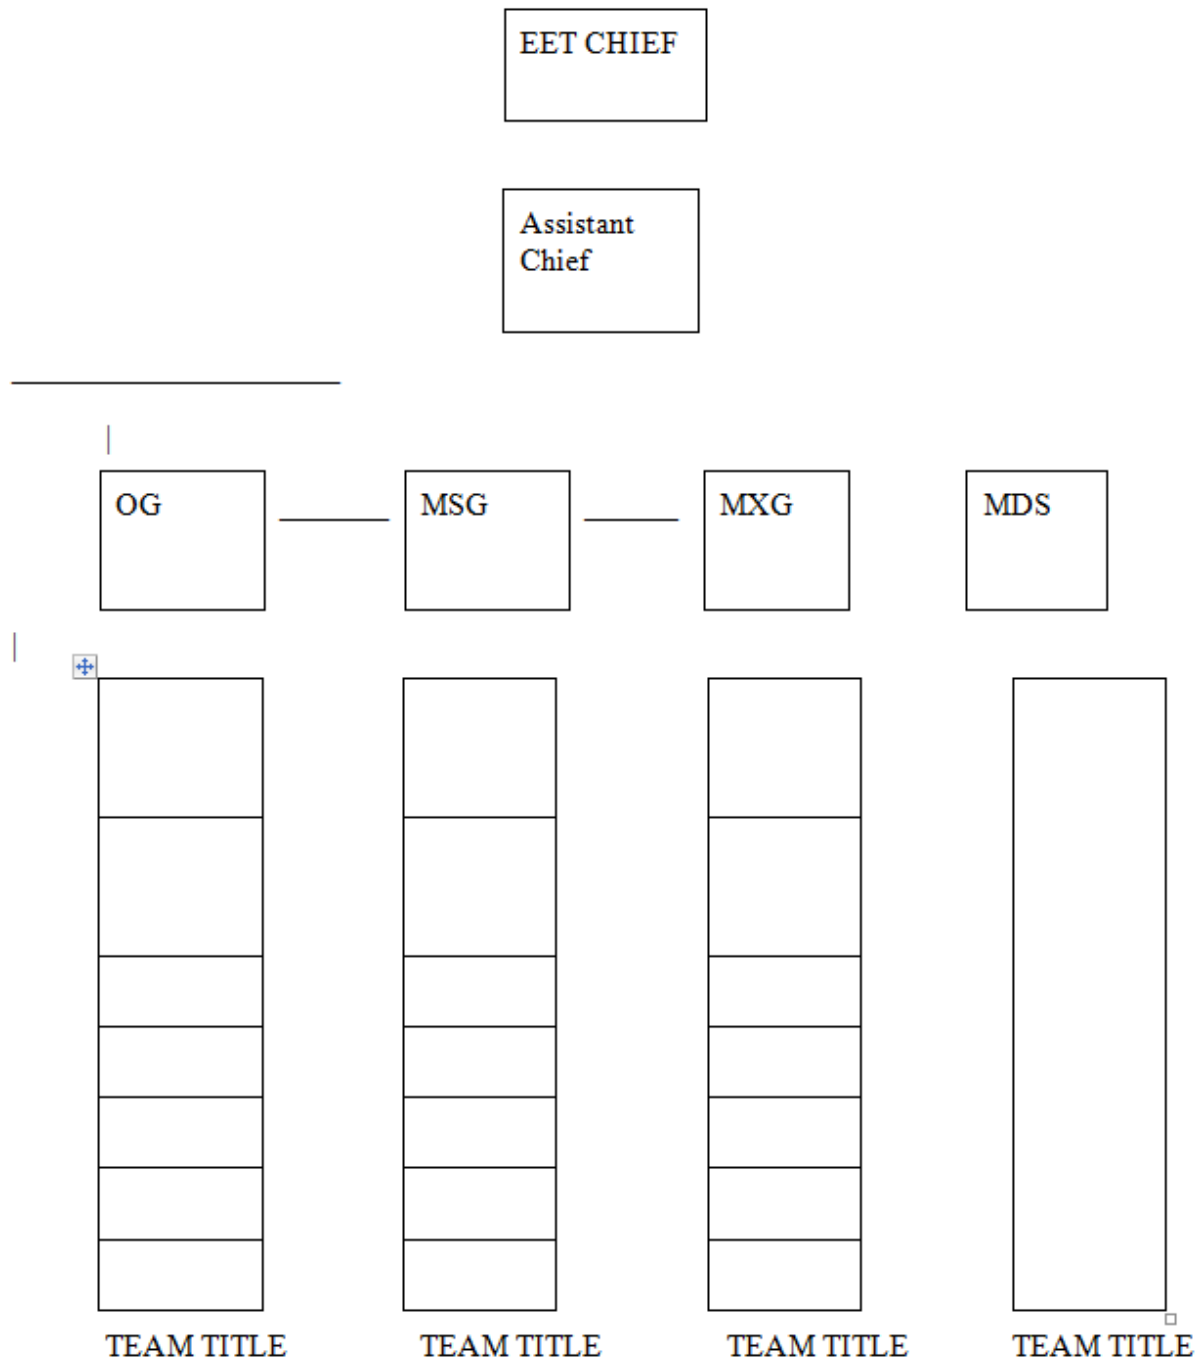 EET CHIEF
Assistant
Chief
OG
MSG
MXG
MDS
TEAM TITLE
TEAM TITLE
TEAM TITLE
TEAM TITLE